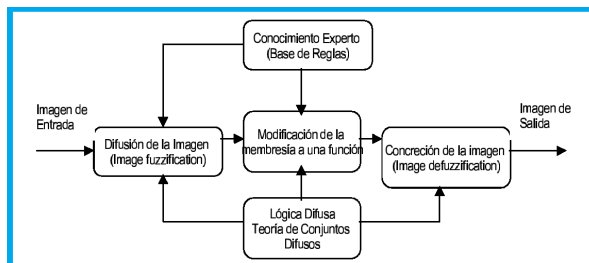 Conocimiento Experto
(Base de Reglas)
Imagen de
Entrada
Difusión de la Imagen
(Image fuzzification)
Modificación de la
membresía a una función
Concreción de la imagen
(Image defuzzification)
Imagen de
Salida
Lógica Difusa
Teoría de Conjuntos
Difusos